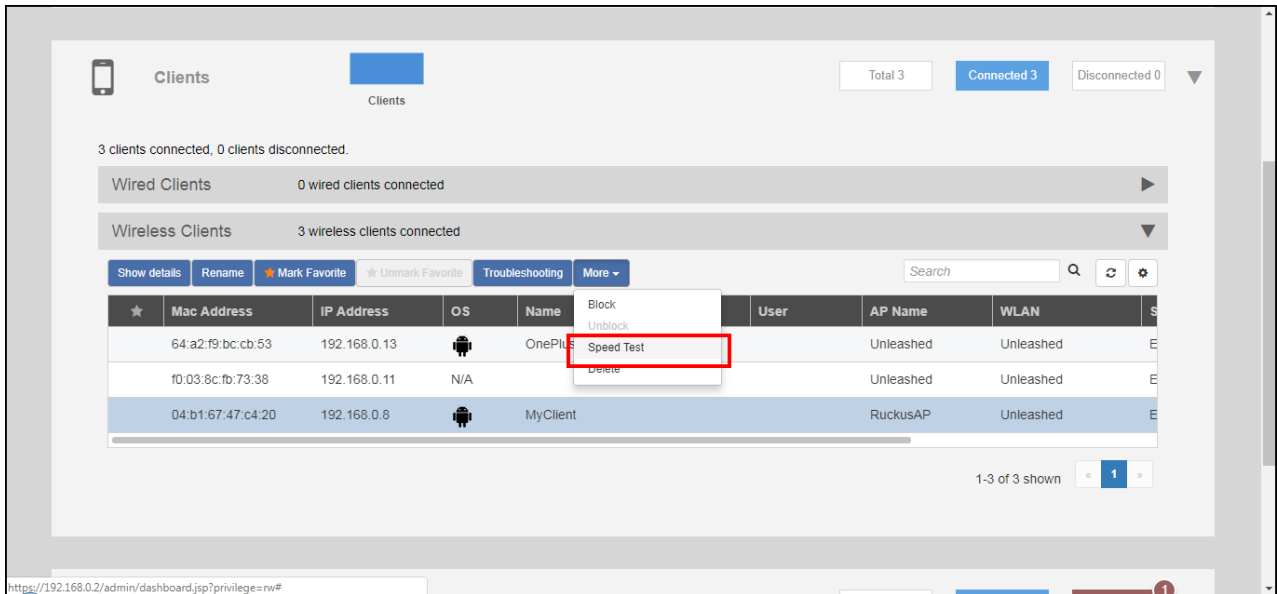 Clients
Clients
Total 3
Connected 3
Disconnected 0
3 clients connected, 0 clients disconnected.
Wired Clients 0 wired clients connected
Wireless Clients 3 wireless clients connected
Show details Rename Mark Favorite Unmark Favorite Troubleshooting More Search
Block
Unblock
Speed Test
Delete
Mac Address IP Address OS Name User AP Name WLAN S
64:a2:f9:bc:cb:53 192.168.0.13 OnePlus Unleashed Unleashed E
f0:03:8c:fb:73:38 192.168.0.11 N/A Unleashed Unleashed E
04:b1:67:47:c4:20 192.168.0.8 MyClient RuckusAP Unleashed E
1-3 of 3 shown « 1 »
https://192.168.0.2/admin/dashboard.jsp?privilege=rw#
1